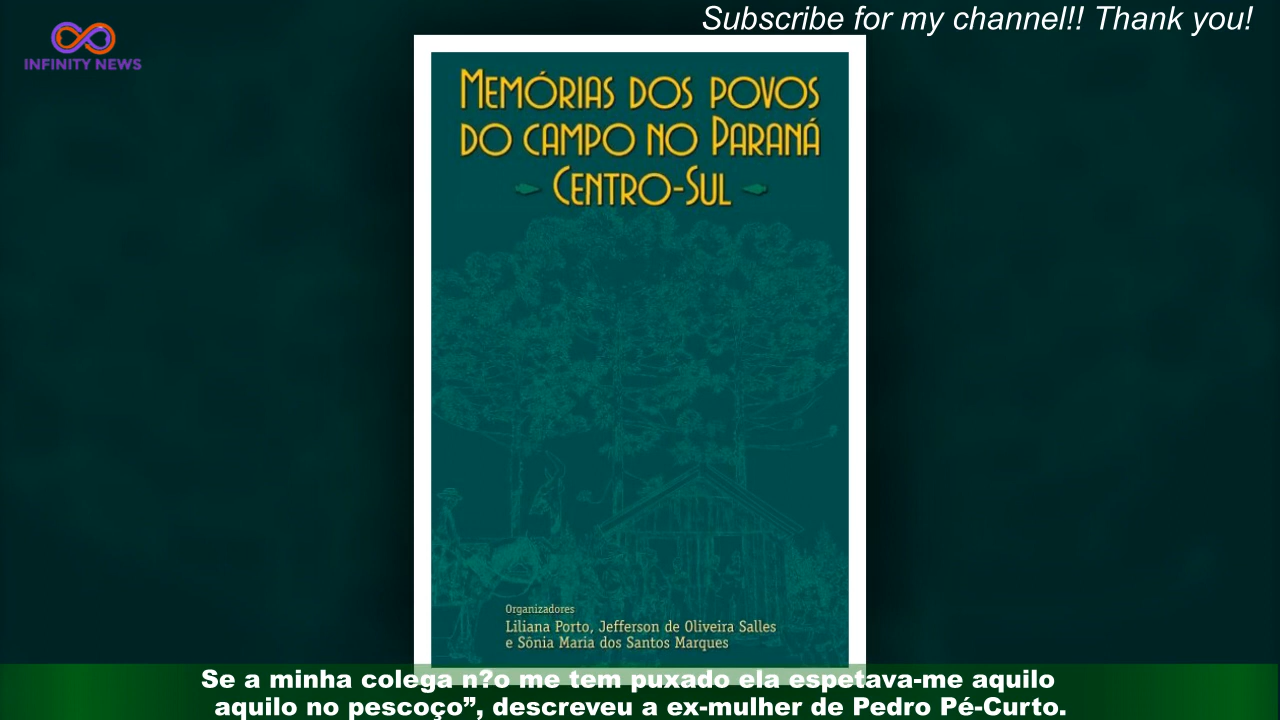 Subscribe for my channel!! Thank you!
INFINITY NEWS
MEMÓRIAS DOS POVOS
DO CAMPO NO PARANÁ
CENTRO-SUL
Organizadores
Liliana Porto, Jefferson de Oliveira Salles
e Sônia Maria dos Santos Marques
Se a minha colega n?o me tem puxado ela espetava-me aquilo
aquilo no pescoço”, descreveu a ex-mulher de Pedro Pé-Curto.